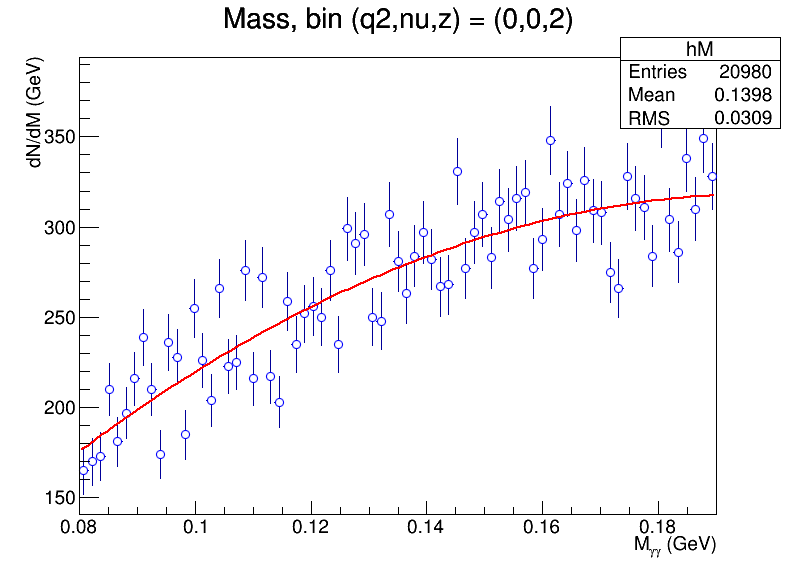 Mass, bin (q2,nu,z) = (0,0,2)
hM
Entries 20980
Mean 0.1398
RMS 0.0309
dN/dM (GeV)
350
300
250
200
150
0.08 0.1 0.12 0.14 0.16 0.18
Mγγ (GeV)